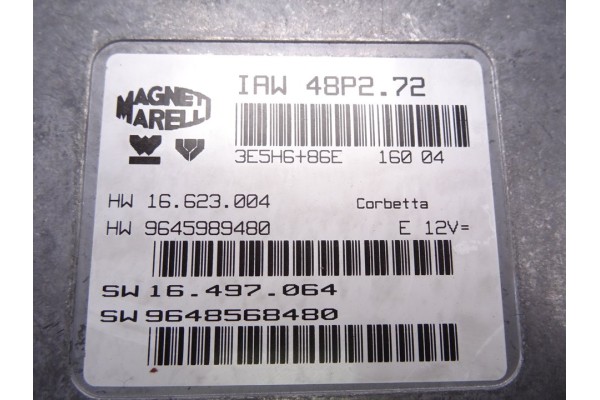 MAGNETI
MARELLI
IAW 48P2.72
3E5H6+86E 160 04
HW 16.623.004 Corbetta
HW 9645989480 E 12V=
SW 16.497.064
SW 9648568480